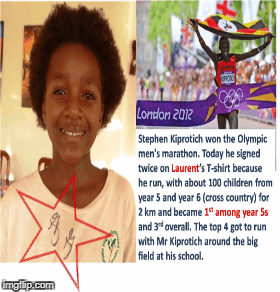 London 2012
KIPROTICH
Stephen Kiprotich won the Olympic
men's marathon. Today he signed
twice on Laurent's T-shirt because
he run, with about 100 children from
year 5 and year 6 (cross country) for
2 km and became 1st among year 5s
and 3rd overall. The top 4 got to run
with Mr Kiprotich around the big
field at his school.
imgflip.com